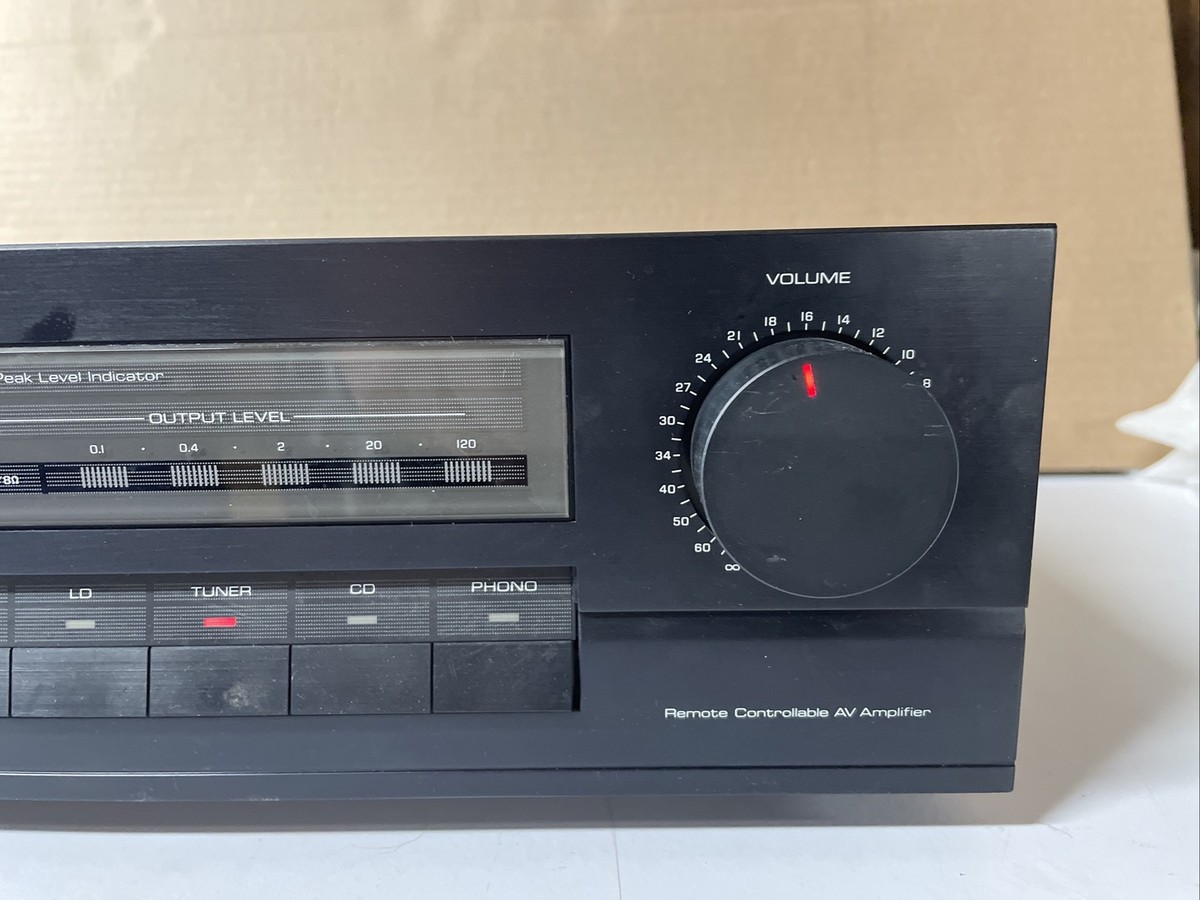 VOLUME
16
18
14
21
12
24
10
27
8
30
34
40
50
60
∞
Peak Level Indicator
OUTPUT LEVEL
0.1 · 0.4 · 2 · 20 · 120
LD TUNER CD PHONO
Remote Controllable AV Amplifier